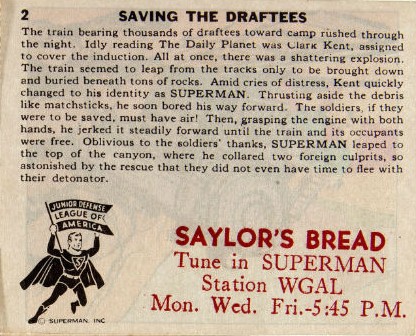 2 SAVING THE DRAFTEES
The train bearing thousands of draftees toward camp rushed through
the night. Idly reading The Daily Planet was Clark Kent, assigned
to cover the induction. All at once, there was a shattering explosion.
The train seemed to leap from the tracks only to be brought down
and buried beneath tons of rocks. Amid cries of distress, Kent quickly
changed to his identity as SUPERMAN. Thrusting aside the debris
like matchsticks, he soon bored his way forward. The soldiers, if they
were to be saved, must have air! Then, grasping the engine with both
hands, he jerked it steadily forward until the train and its occupants
were free. Oblivious to the soldiers' thanks, SUPERMAN leaped to
the top of the canyon, where he collared two foreign culprits, so
astonished by the rescue that they did not even have time to flee with
their detonator.
JUNIOR DEFENSE
LEAGUE OF
AMERICA
© SUPERMAN, INC.
SAYLOR'S BREAD
Tune in SUPERMAN
Station WGAL
Mon. Wed. Fri.-5:45 P.M.